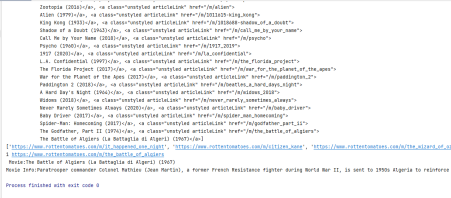 Zootopia (2016)</a>, <a class="unstyled articleLink" href="/m/alien">
Alien (1979)</a>, <a class="unstyled articleLink" href="/m/1011615-king_kong">
King Kong (1933)</a>, <a class="unstyled articleLink" href="/m/1018688-shadow_of_a_doubt">
Shadow of a Doubt (1943)</a>, <a class="unstyled articleLink" href="/m/call_me_by_your_name">
Call Me by Your Name (2018)</a>, <a class="unstyled articleLink" href="/m/psycho">
Psycho (1960)</a>, <a class="unstyled articleLink" href="/m/1917_2019">
1917 (2020)</a>, <a class="unstyled articleLink" href="/m/la_confidential">
L.A. Confidential (1997)</a>, <a class="unstyled articleLink" href="/m/the_florida_project">
The Florida Project (2017)</a>, <a class="unstyled articleLink" href="/m/war_for_the_planet_of_the_apes">
War for the Planet of the Apes (2017)</a>, <a class="unstyled articleLink" href="/m/paddington_2">
Paddington 2 (2018)</a>, <a class="unstyled articleLink" href="/m/beatles_a_hard_days_night">
A Hard Day's Night (1964)</a>, <a class="unstyled articleLink" href="/m/widows_2018">
Widows (2018)</a>, <a class="unstyled articleLink" href="/m/never_rarely_sometimes_always">
Never Rarely Sometimes Always (2020)</a>, <a class="unstyled articleLink" href="/m/baby_driver">
Baby Driver (2017)</a>, <a class="unstyled articleLink" href="/m/spider_man_homecoming">
Spider-Man: Homecoming (2017)</a>, <a class="unstyled articleLink" href="/m/godfather_part_ii">
The Godfather, Part II (1974)</a>, <a class="unstyled articleLink" href="/m/the_battle_of_algiers">
The Battle of Algiers (La Battaglia di Algeri) (1967)</a>]
['https://www.rottentomatoes.com/m/it_happened_one_night', 'https://www.rottentomatoes.com/m/citizen_kane', 'https://www.rottentomatoes.com/m/the_wizard_of_oz
1 https://www.rottentomatoes.com/m/the_battle_of_algiers
Movie:The Battle of Algiers (La Battaglia di Algeri) (1967)
Movie Info:Paratrooper commander Colonel Mathieu (Jean Martin), a former French Resistance fighter during World War II, is sent to 1950s Algeria to reinforce
Process finished with exit code 0